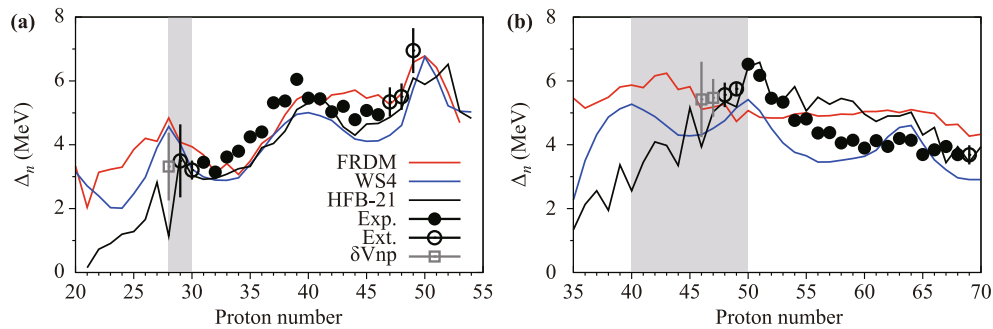 (a)
8
6
4
2
0
Δn (MeV)
20 25 30 35 40 45 50 55
Proton number
FRDM
WS4
HFB-21
Exp.
Ext.
δVnp
(b)
8
6
4
2
0
Δn (MeV)
35 40 45 50 55 60 65 70
Proton number